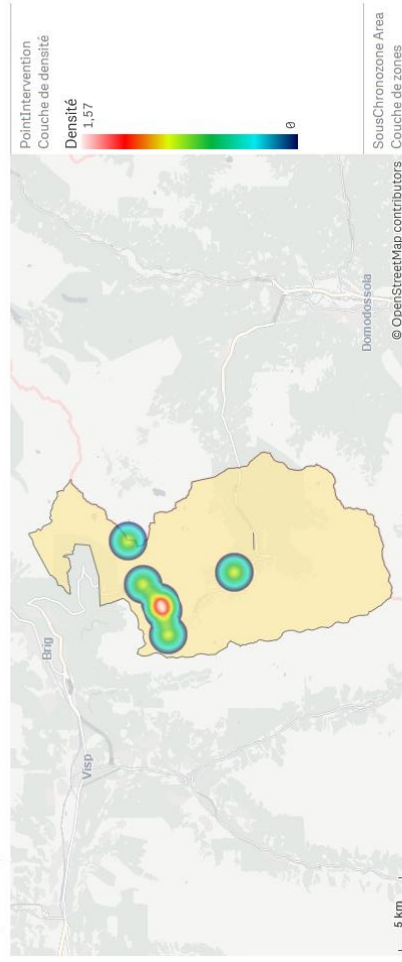 PointIntervention
Couche de densité
Densité
1,57
0
SousChronozone Area
Couche de zones
Brig
Visp
Domodossola
5 km
© OpenStreetMap contributors